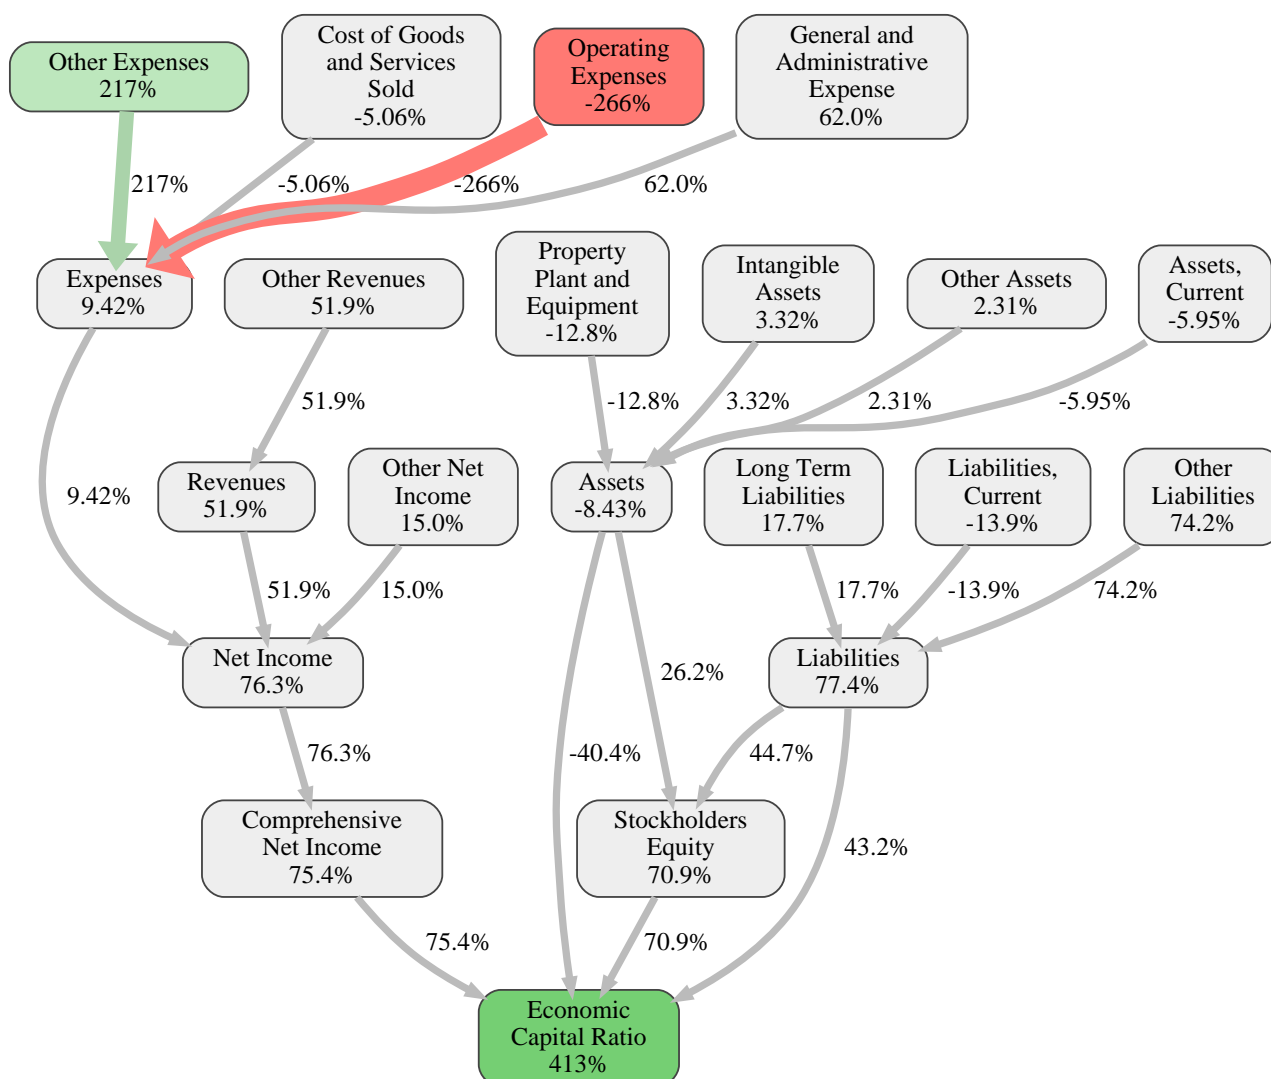 Other Expenses
217%
Cost of Goods
and Services
Sold
-5.06%
Operating
Expenses
-266%
General and
Administrative
Expense
62.0%
217%
-5.06%
-266%
62.0%
Expenses
9.42%
Other Revenues
51.9%
Property
Plant and
Equipment
-12.8%
Intangible
Assets
3.32%
Other Assets
2.31%
Assets,
Current
-5.95%
51.9%
-12.8%
3.32%
2.31%
-5.95%
9.42%
Revenues
51.9%
Other Net
Income
15.0%
Assets
-8.43%
Long Term
Liabilities
17.7%
Liabilities,
Current
-13.9%
Other
Liabilities
74.2%
51.9%
15.0%
17.7%
-13.9%
74.2%
Net Income
76.3%
26.2%
Liabilities
77.4%
76.3%
-40.4%
44.7%
43.2%
Comprehensive
Net Income
75.4%
Stockholders
Equity
70.9%
75.4%
70.9%
Economic
Capital Ratio
413%